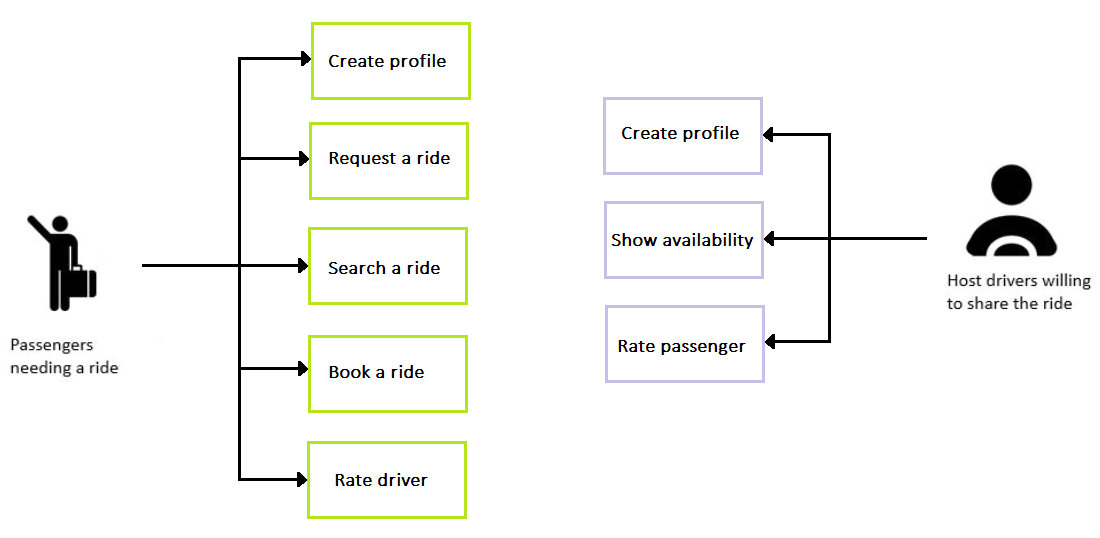 Create profile
Request a ride
Search a ride
Book a ride
Rate driver
Passengers
needing a ride
Create profile
Show availability
Rate passenger
Host drivers willing
to share the ride